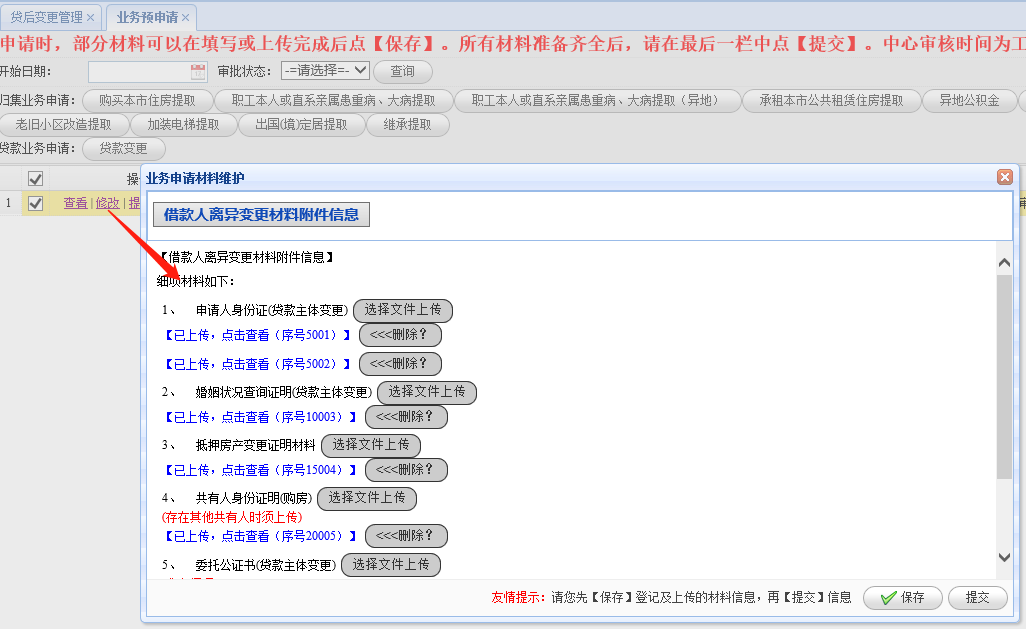 贷后变更管理× 业务预申请×
申请时，部分材料可以在填写或上传完成后点【保存】。所有材料准备齐全后，请在最后一栏中点【提交】。中心审核时间为工
开始日期： 审批状态： -=请选择=- 查询
归集业务申请： 购买本市住房提取 职工本人或直系亲属患重病、大病提取 职工本人或直系亲属患重病、大病提取（异地） 承租本市公共租赁住房提取 异地公积金
老旧小区改造提取 加装电梯提取 出国(境)定居提取 继承提取
贷款业务申请： 贷款变更
操
1 查看|修改|提
业务申请材料维护
借款人离异变更材料附件信息
【借款人离异变更材料附件信息】
细项材料如下：
1、 申请人身份证(贷款主体变更) 选择文件上传
【已上传，点击查看（序号5001）】 <<<删除？
【已上传，点击查看（序号5002）】 <<<删除？
2、 婚姻状况查询证明(贷款主体变更) 选择文件上传
【已上传，点击查看（序号10003）】 <<<删除？
3、 抵押房产变更证明材料 选择文件上传
【已上传，点击查看（序号15004）】 <<<删除？
4、 共有人身份证明(购房) 选择文件上传
(存在其他共有人时须上传)
【已上传，点击查看（序号20005）】 <<<删除？
5、 委托公证书(贷款主体变更) 选择文件上传
友情提示：请您先【保存】登记及上传的材料信息，再【提交】信息 保存 提交